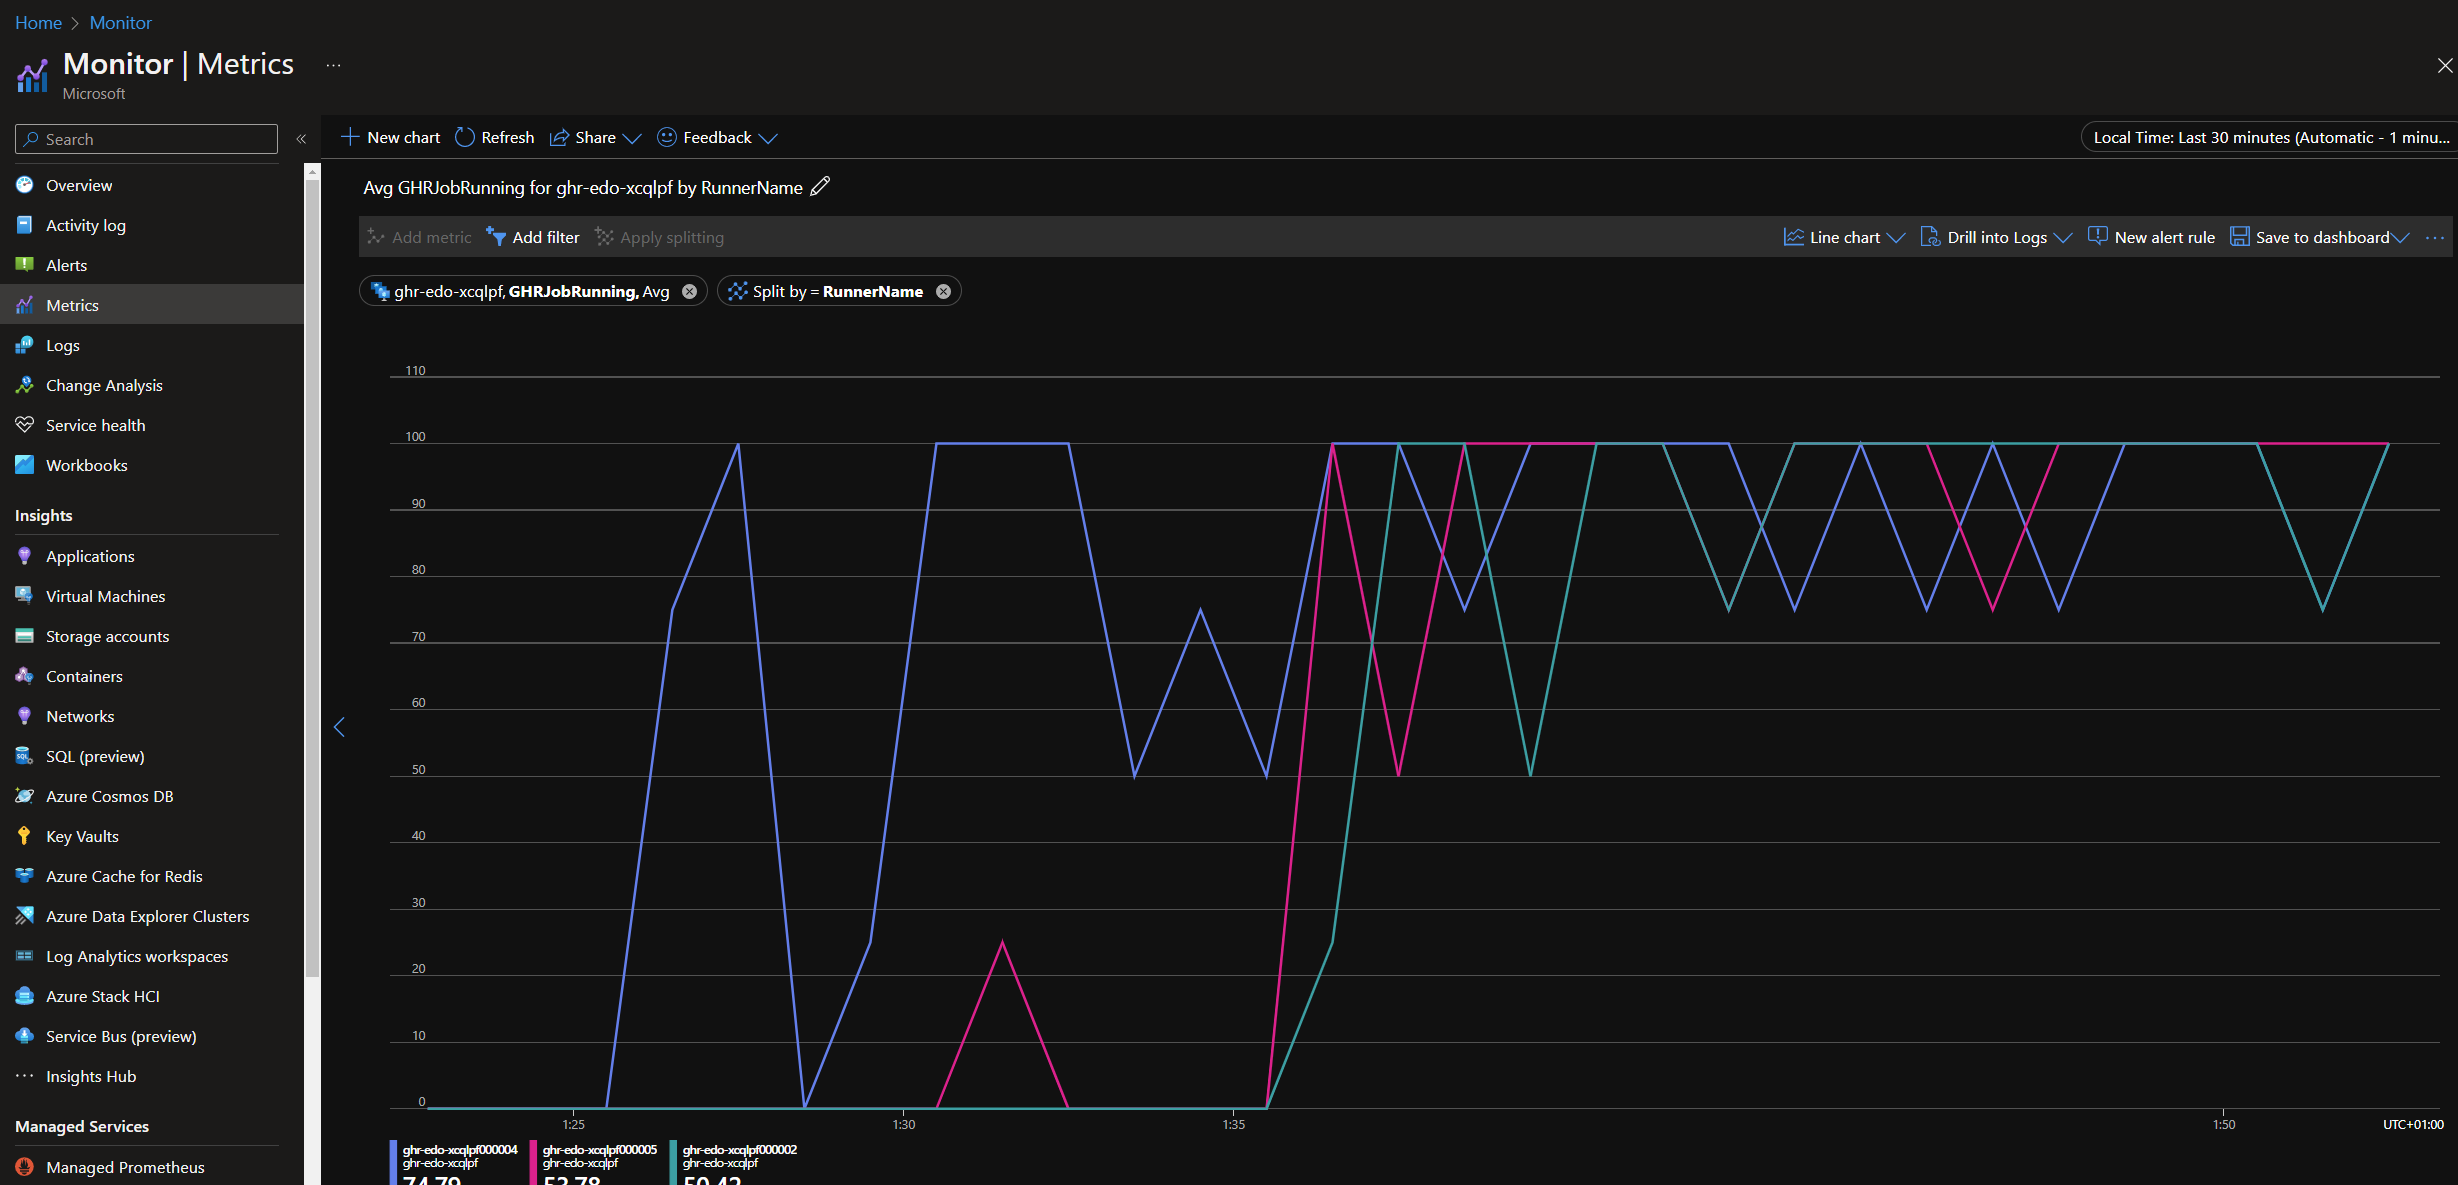 Home > Monitor
Monitor | Metrics ...
Microsoft
Search
«
Overview
Activity log
Alerts
Metrics
Logs
Change Analysis
Service health
Workbooks
Insights
Applications
Virtual Machines
Storage accounts
Containers
Networks
SQL (preview)
Azure Cosmos DB
Key Vaults
Azure Cache for Redis
Azure Data Explorer Clusters
Log Analytics workspaces
Azure Stack HCI
Service Bus (preview)
Insights Hub
Managed Services
Managed Prometheus
New chart Refresh Share Feedback
Local Time: Last 30 minutes (Automatic - 1 minu...
Avg GHRJobRunning for ghr-edo-xcqlpf by RunnerName
Add metric Add filter Apply splitting
Line chart Drill into Logs New alert rule Save to dashboard ...
ghr-edo-xcqlpf, GHRJobRunning, Avg
Split by = RunnerName
110
100
90
80
70
60
50
40
30
20
10
0
1:25 1:30 1:35 1:50 UTC+01:00
ghr-edo-xcqlpf000004
ghr-edo-xcqlpf
74.79
ghr-edo-xcqlpf000005
ghr-edo-xcqlpf
53.78
ghr-edo-xcqlpf000002
ghr-edo-xcqlpf
50.42